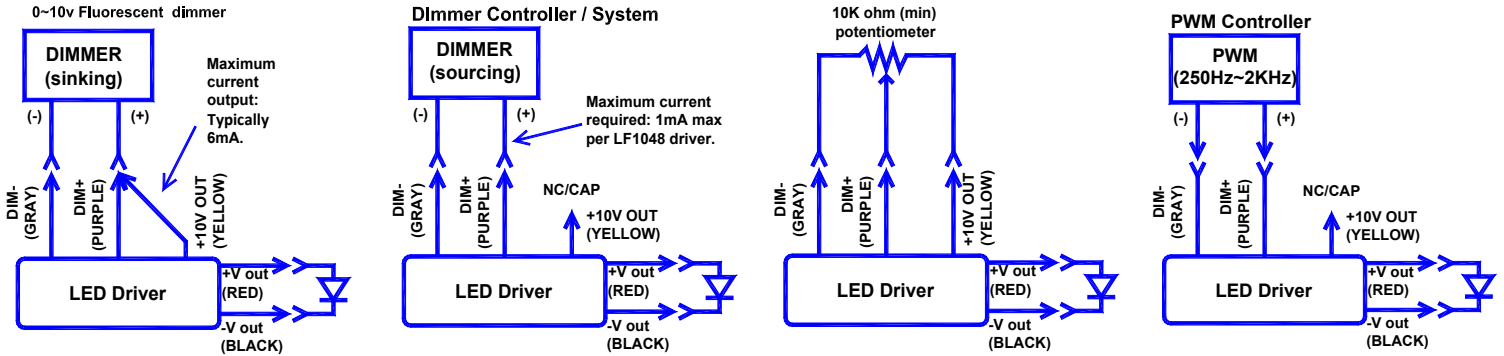 0~10v Fluorescent dimmer
DIMMER
(sinking)
(-)
(+)
Maximum
current
output:
Typically
6mA.
DIM-
(GRAY)
DIM+
(PURPLE)
+10V OUT
(YELLOW)
LED Driver
+V out
(RED)
-V out
(BLACK)
DImmer Controller / System
DIMMER
(sourcing)
(-)
(+)
Maximum current
required: 1mA max
per LF1048 driver.
DIM-
(GRAY)
DIM+
(PURPLE)
NC/CAP
+10V OUT
(YELLOW)
LED Driver
+V out
(RED)
-V out
(BLACK)
10K ohm (min)
potentiometer
DIM-
(GRAY)
DIM+
(PURPLE)
+10V OUT
(YELLOW)
LED Driver
+V out
(RED)
-V out
(BLACK)
PWM Controller
PWM
(250Hz~2KHz)
(-)
(+)
DIM-
(GRAY)
DIM+
(PURPLE)
NC/CAP
+10V OUT
(YELLOW)
LED Driver
+V out
(RED)
-V out
(BLACK)